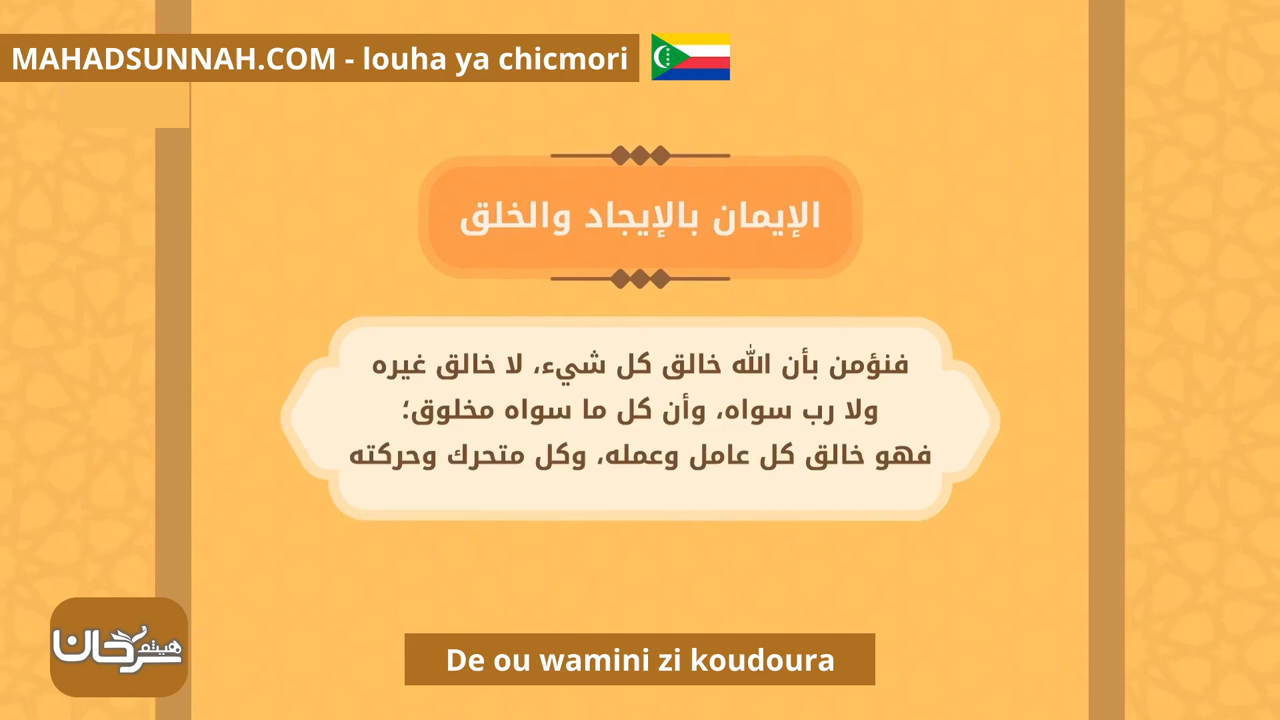 MAHADSUNNAH.COM - louha ya chicmori
الإيمان بالإيجاد والخلق
فنؤمن بأن الله خالق كل شيء، لا خالق غيره
ولا رب سواه، وأن كل ما سواه مخلوق؛
فهو خالق كل عامل وعمله، وكل متحرك وحركته
هيثم
سرحان
De ou wamini zi koudoura